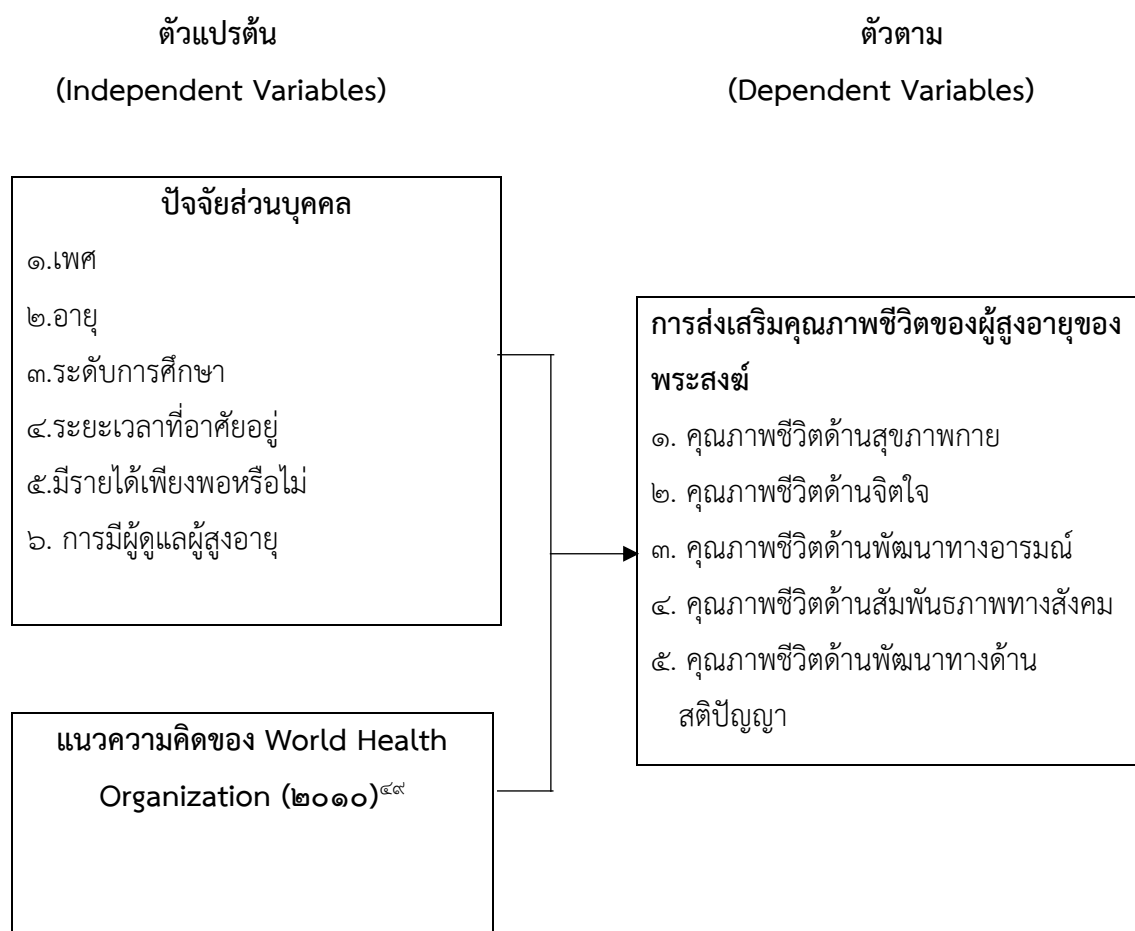 ตัวแปรต้น
(Independent Variables)
ตัวตาม
(Dependent Variables)
ปัจจัยส่วนบุคคล
๑.เพศ
๒.อายุ
๓.ระดับการศึกษา
๔.ระยะเวลาที่อาศัยอยู่
๕.มีรายได้เพียงพอหรือไม่
๖. การมีผู้ดูแลผู้สูงอายุ
แนวความคิดของ World Health
Organization (๒๐๑๐)๔๙
การส่งเสริมคุณภาพชีวิตของผู้สูงอายุของ
พระสงฆ์
๑. คุณภาพชีวิตด้านสุขภาพกาย
๒. คุณภาพชีวิตด้านจิตใจ
๓. คุณภาพชีวิตด้านพัฒนาทางอารมณ์
๔. คุณภาพชีวิตด้านสัมพันธภาพทางสังคม
๕. คุณภาพชีวิตด้านพัฒนาทางด้าน
สติปัญญา